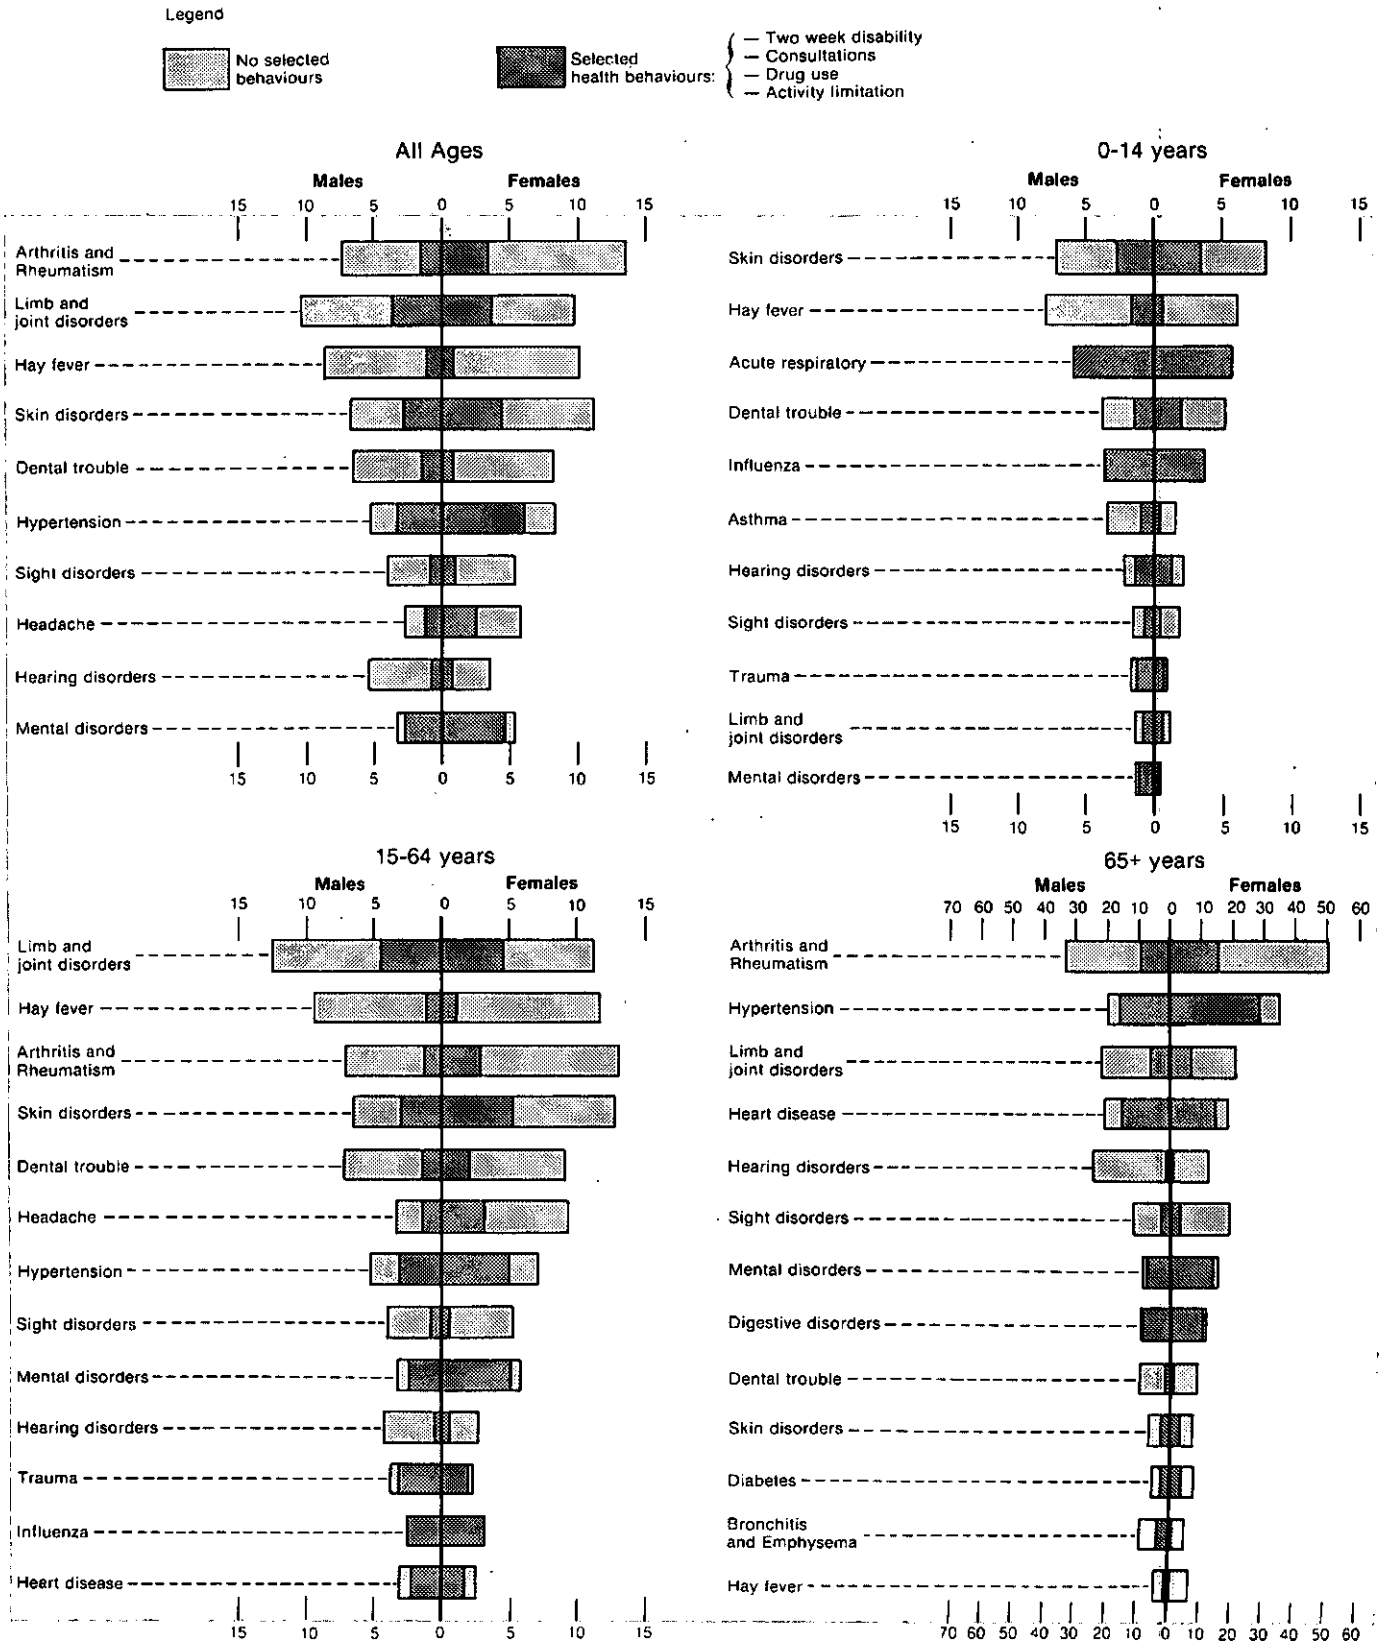 Legend
No selected
behaviours
Selected
health behaviours:
— Two week disability
— Consultations
— Drug use
— Activity limitation
All Ages
Males Females
15 10 5 0 5 10 15
Arthritis and
Rheumatism
Limb and
joint disorders
Hay fever
Skin disorders
Dental trouble
Hypertension
Sight disorders
Headache
Hearing disorders
Mental disorders
15 10 5 0 5 10 15
0-14 years
Males Females
15 10 5 0 5 10 15
Skin disorders
Hay fever
Acute respiratory
Dental trouble
Influenza
Asthma
Hearing disorders
Sight disorders
Trauma
Limb and
joint disorders
Mental disorders
15 10 5 0 5 10 15
15-64 years
Males Females
15 10 5 0 5 10 15
Limb and
joint disorders
Hay fever
Arthritis and
Rheumatism
Skin disorders
Dental trouble
Headache
Hypertension
Sight disorders
Mental disorders
Hearing disorders
Trauma
Influenza
Heart disease
15 10 5 0 5 10 15
65+ years
Males Females
70 60 50 40 30 20 10 0 10 20 30 40 50 60
Arthritis and
Rheumatism
Hypertension
Limb and
joint disorders
Heart disease
Hearing disorders
Sight disorders
Mental disorders
Digestive disorders
Dental trouble
Skin disorders
Diabetes
Bronchitis
and Emphysema
Hay fever
70 60 50 40 30 20 10 0 10 20 30 40 50 60